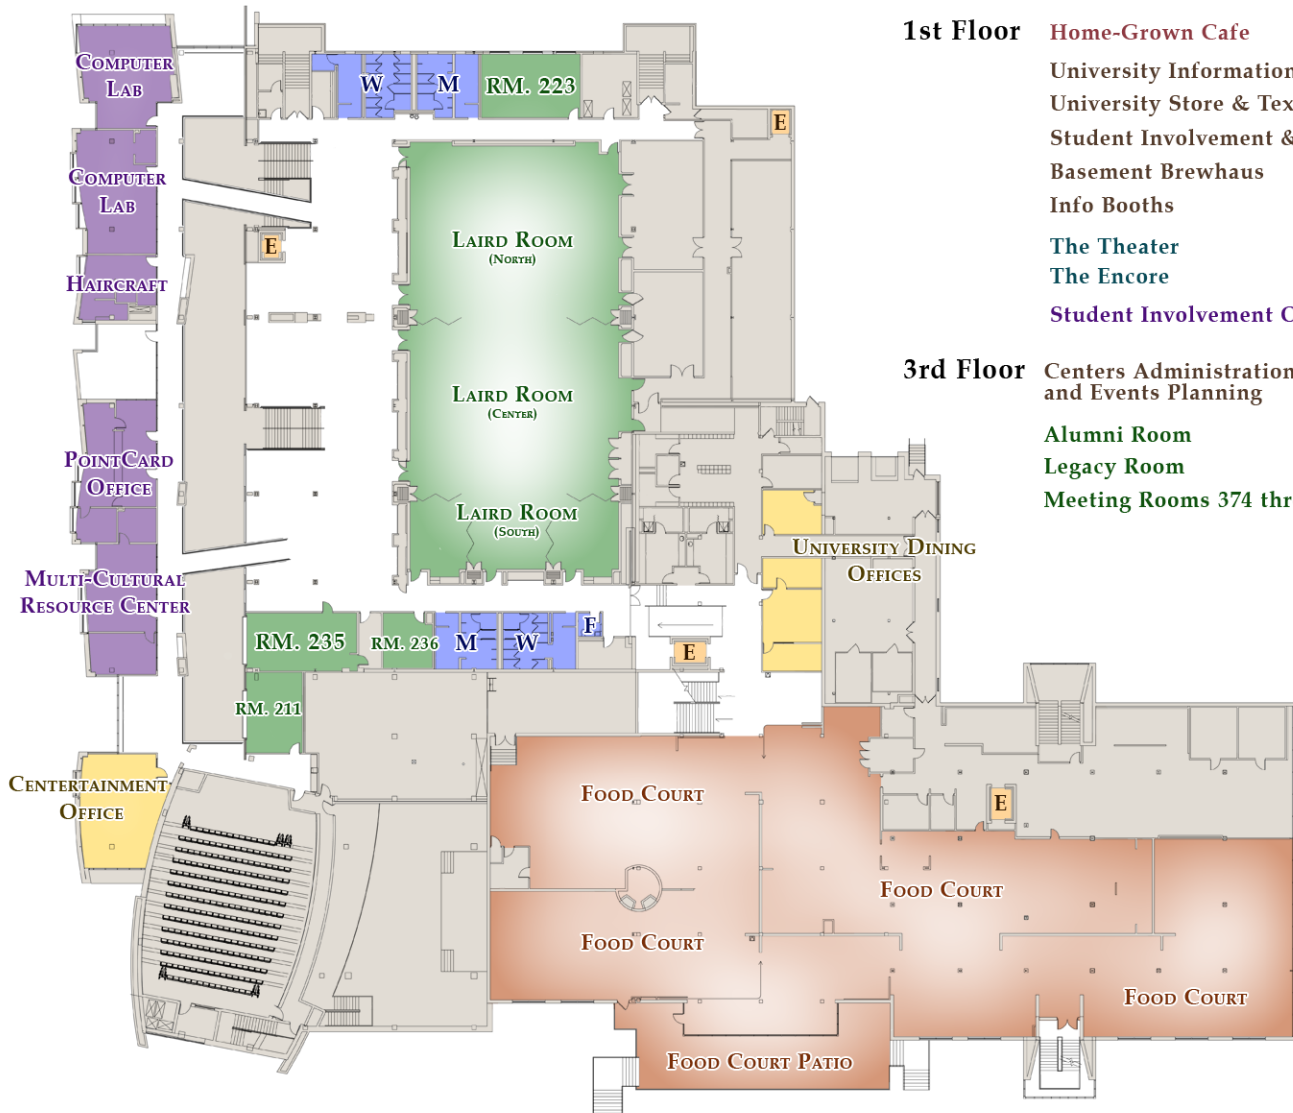 1st Floor
Home-Grown Cafe
University Information
University Store & Tex
Student Involvement &
Basement Brewhaus
Info Booths
The Theater
The Encore
Student Involvement C
3rd Floor
Centers Administration
and Events Planning
Alumni Room
Legacy Room
Meeting Rooms 374 thr
Computer
Lab
W
M
RM. 223
E
Computer
Lab
E
Laird Room
(North)
Haircraft
Laird Room
(Center)
PointCard
Office
Laird Room
(South)
University Dining
Offices
Multi-Cultural
Resource Center
RM. 235
RM. 236
M
W
F
E
RM. 211
Centertainment
Office
Food Court
E
Food Court
Food Court
Food Court
Food Court Patio